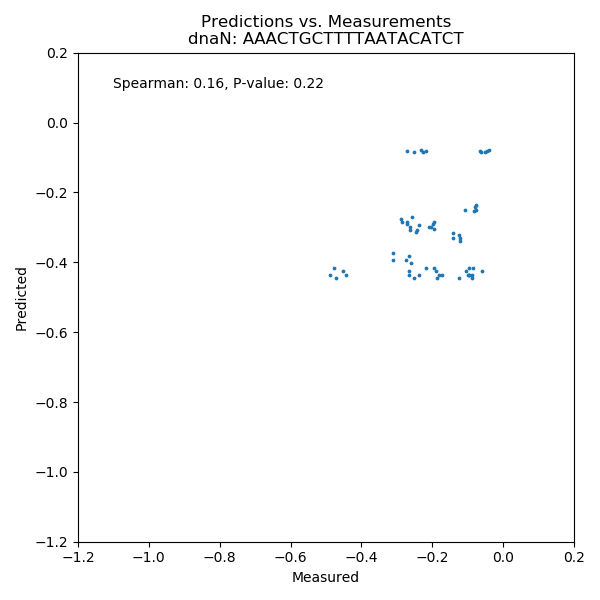 Predictions vs. Measurements
dnaN: AAACTGCTTTTAATACATCT
Spearman: 0.16, P-value: 0.22
0.2
0.0
−0.2
−0.4
−0.6
−0.8
−1.0
−1.2
Predicted
−1.2 −1.0 −0.8 −0.6 −0.4 −0.2 0.0 0.2
Measured